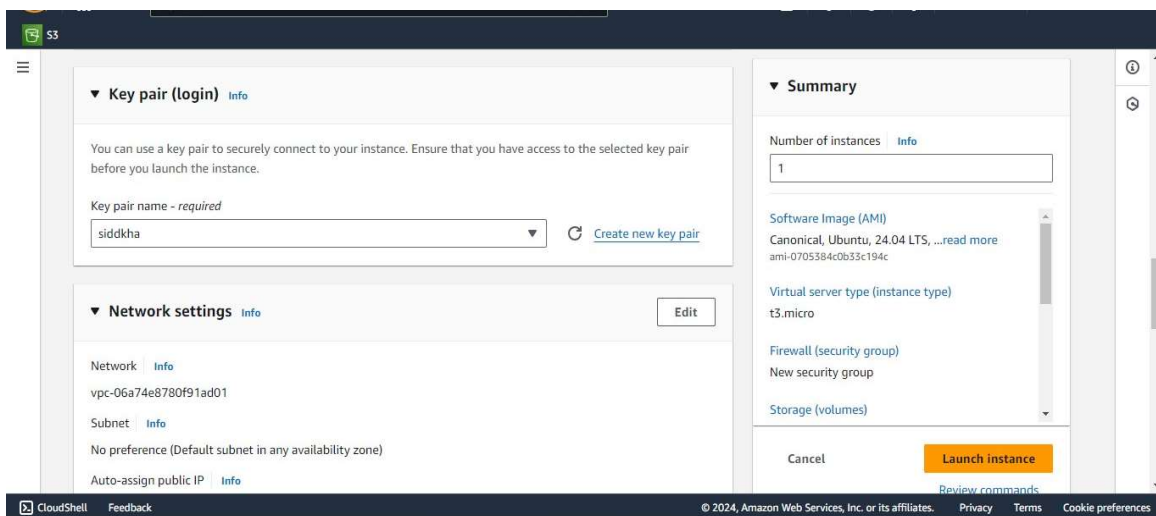 S3
Key pair (login) Info
You can use a key pair to securely connect to your instance. Ensure that you have access to the selected key pair
before you launch the instance.
Key pair name - required
siddkha
Create new key pair
Network settings Info
Edit
Network Info
vpc-06a74e8780f91ad01
Subnet Info
No preference (Default subnet in any availability zone)
Auto-assign public IP Info
Summary
Number of instances Info
1
Software Image (AMI)
Canonical, Ubuntu, 24.04 LTS, ...read more
ami-0705384c0b33c194c
Virtual server type (instance type)
t3.micro
Firewall (security group)
New security group
Storage (volumes)
Cancel
Launch instance
Review commands
CloudShell Feedback
© 2024, Amazon Web Services, Inc. or its affiliates. Privacy Terms Cookie preferences